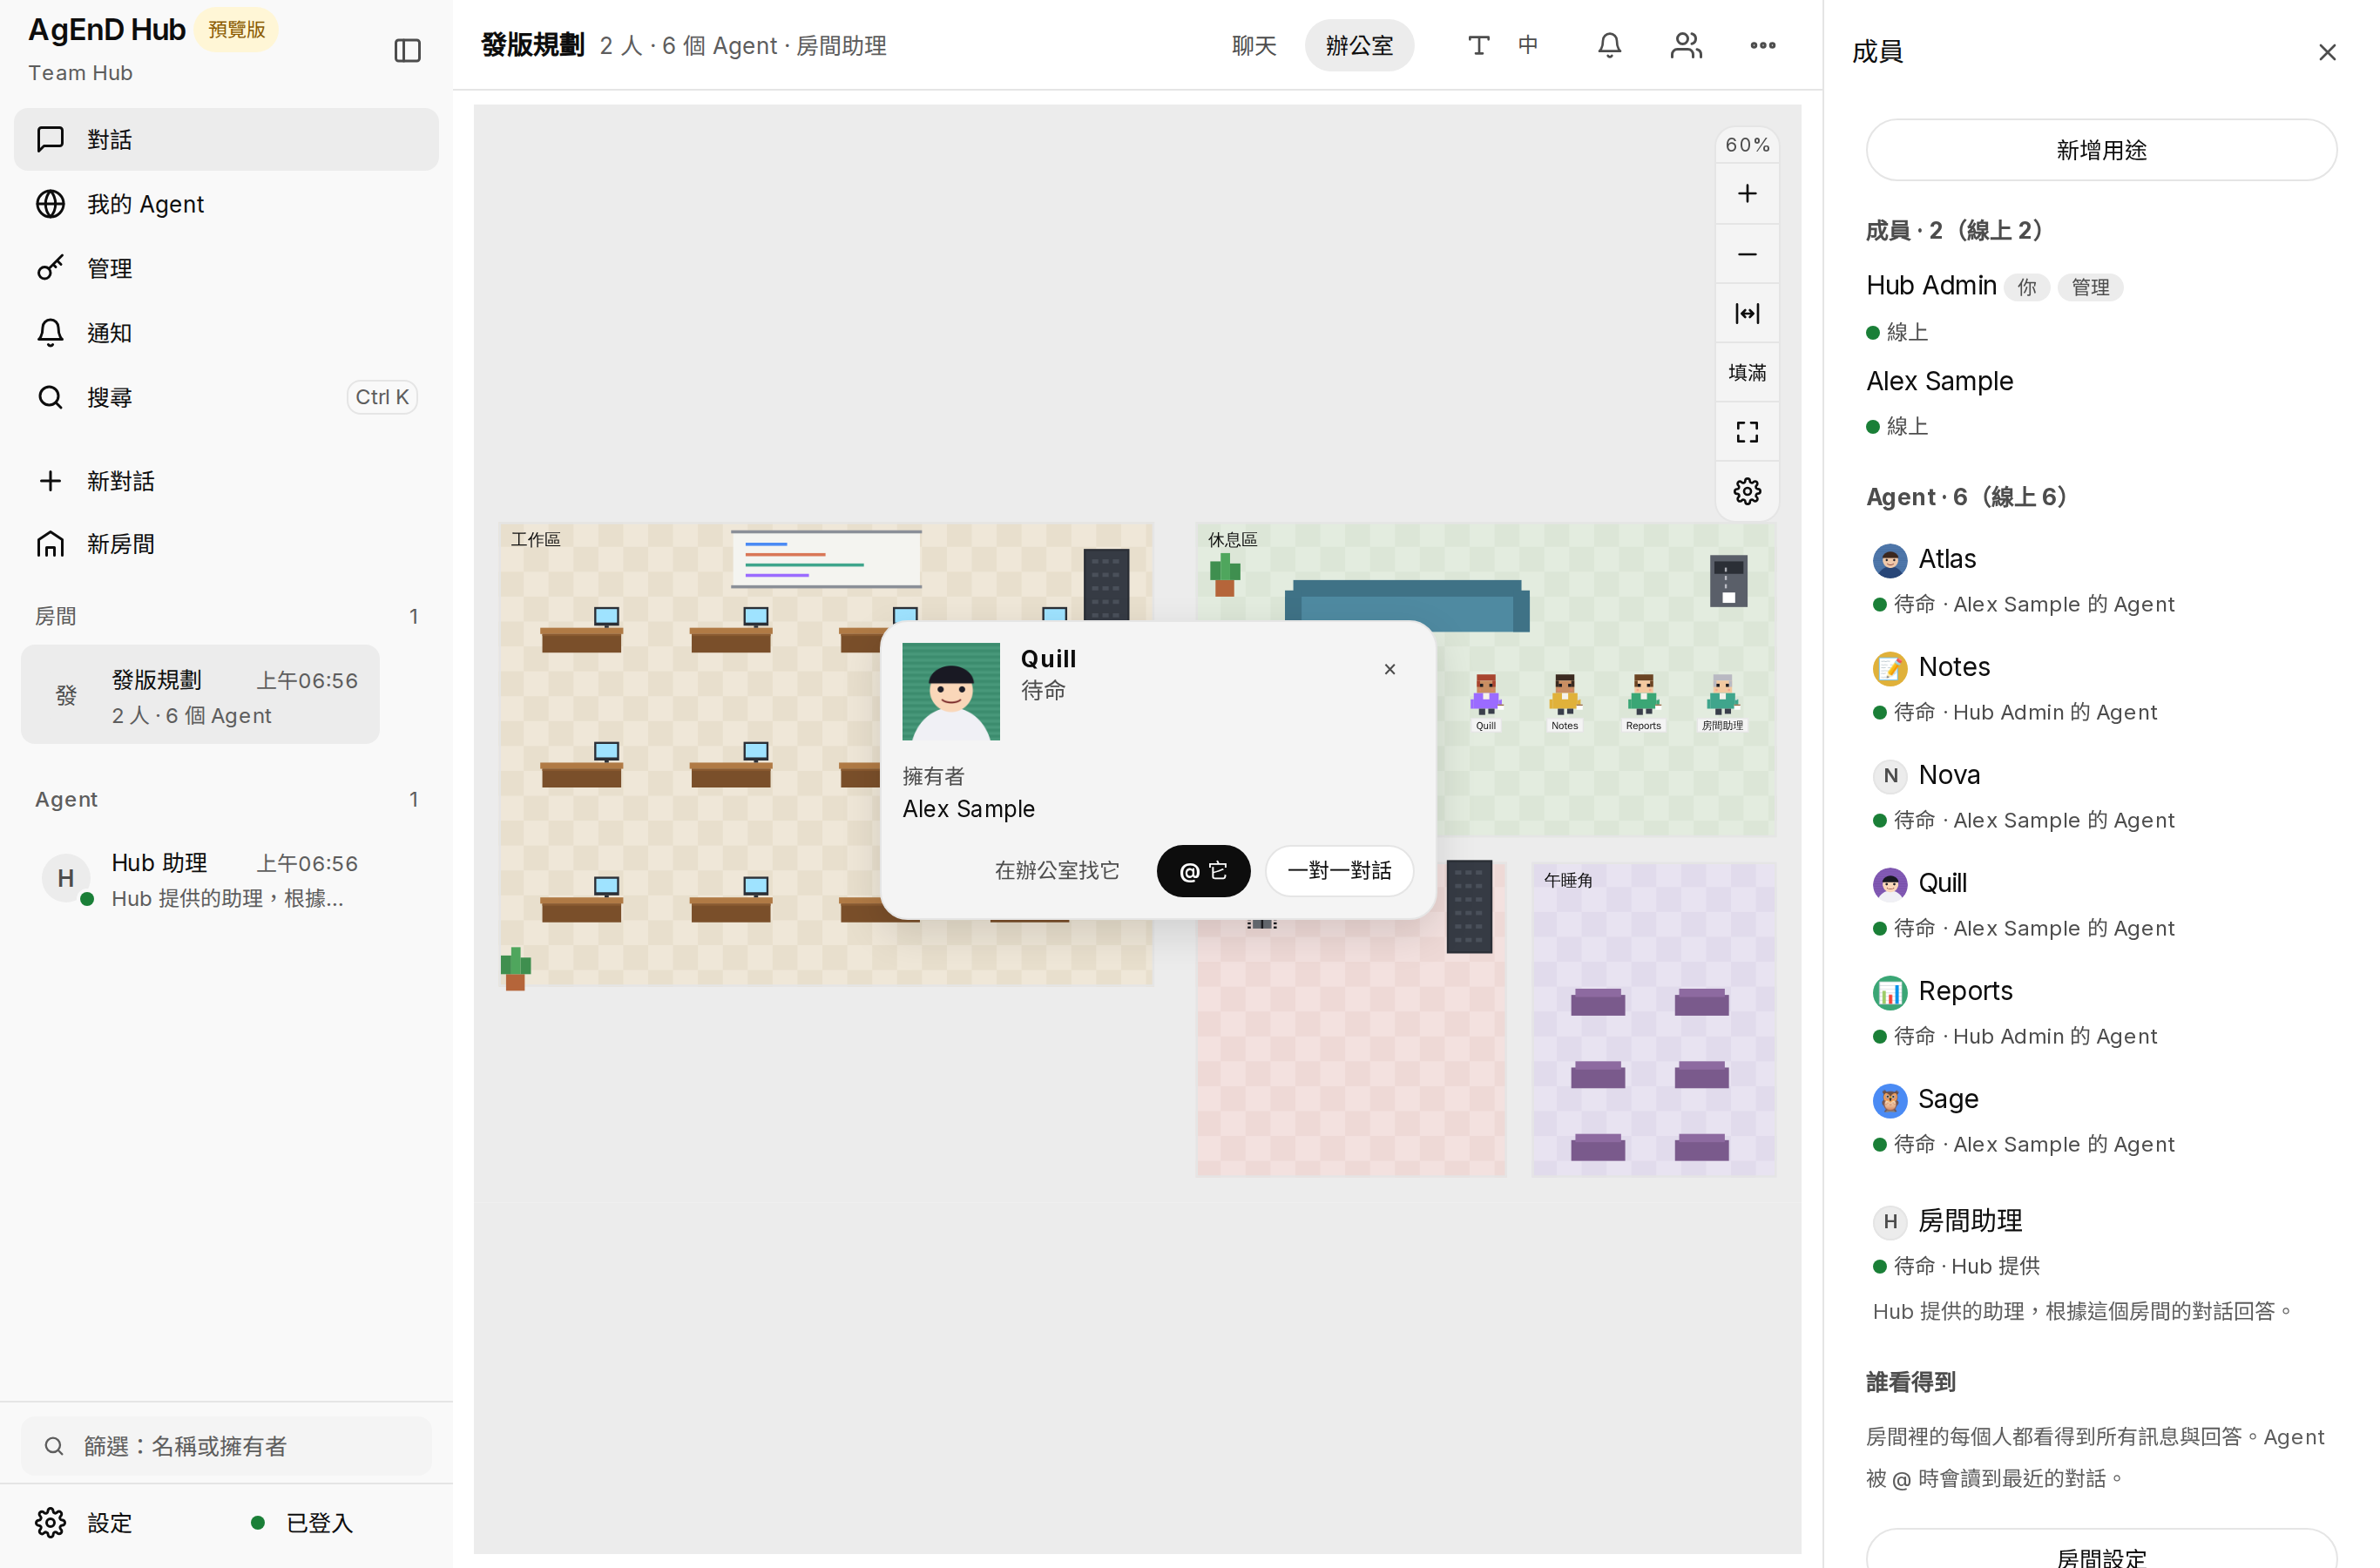 AgEnD Hub 預覽版
Team Hub
對話
我的 Agent
管理
通知
搜尋 Ctrl K
新對話
新房間
房間 1
發 發版規劃 上午06:56
2 人 · 6 個 Agent
Agent 1
H Hub 助理 上午06:56
Hub 提供的助理，根據...
篩選：名稱或擁有者
設定 已登入
發版規劃 2 人 · 6 個 Agent · 房間助理
聊天 辦公室 T 中
60%
填滿
工作區
休息區
Quill
Notes
Reports
房間助理
午睡角
Quill
待命
×
擁有者
Alex Sample
在辦公室找它 @ 它 一對一對話
成員
新增用途
成員 · 2（線上 2）
Hub Admin 你 管理
線上
Alex Sample
線上
Agent · 6（線上 6）
Atlas
待命 · Alex Sample 的 Agent
Notes
待命 · Hub Admin 的 Agent
N Nova
待命 · Alex Sample 的 Agent
Quill
待命 · Alex Sample 的 Agent
Reports
待命 · Hub Admin 的 Agent
Sage
待命 · Alex Sample 的 Agent
H 房間助理
待命 · Hub 提供
Hub 提供的助理，根據這個房間的對話回答。
誰看得到
房間裡的每個人都看得到所有訊息與回答。Agent
被 @ 時會讀到最近的對話。
房間設定